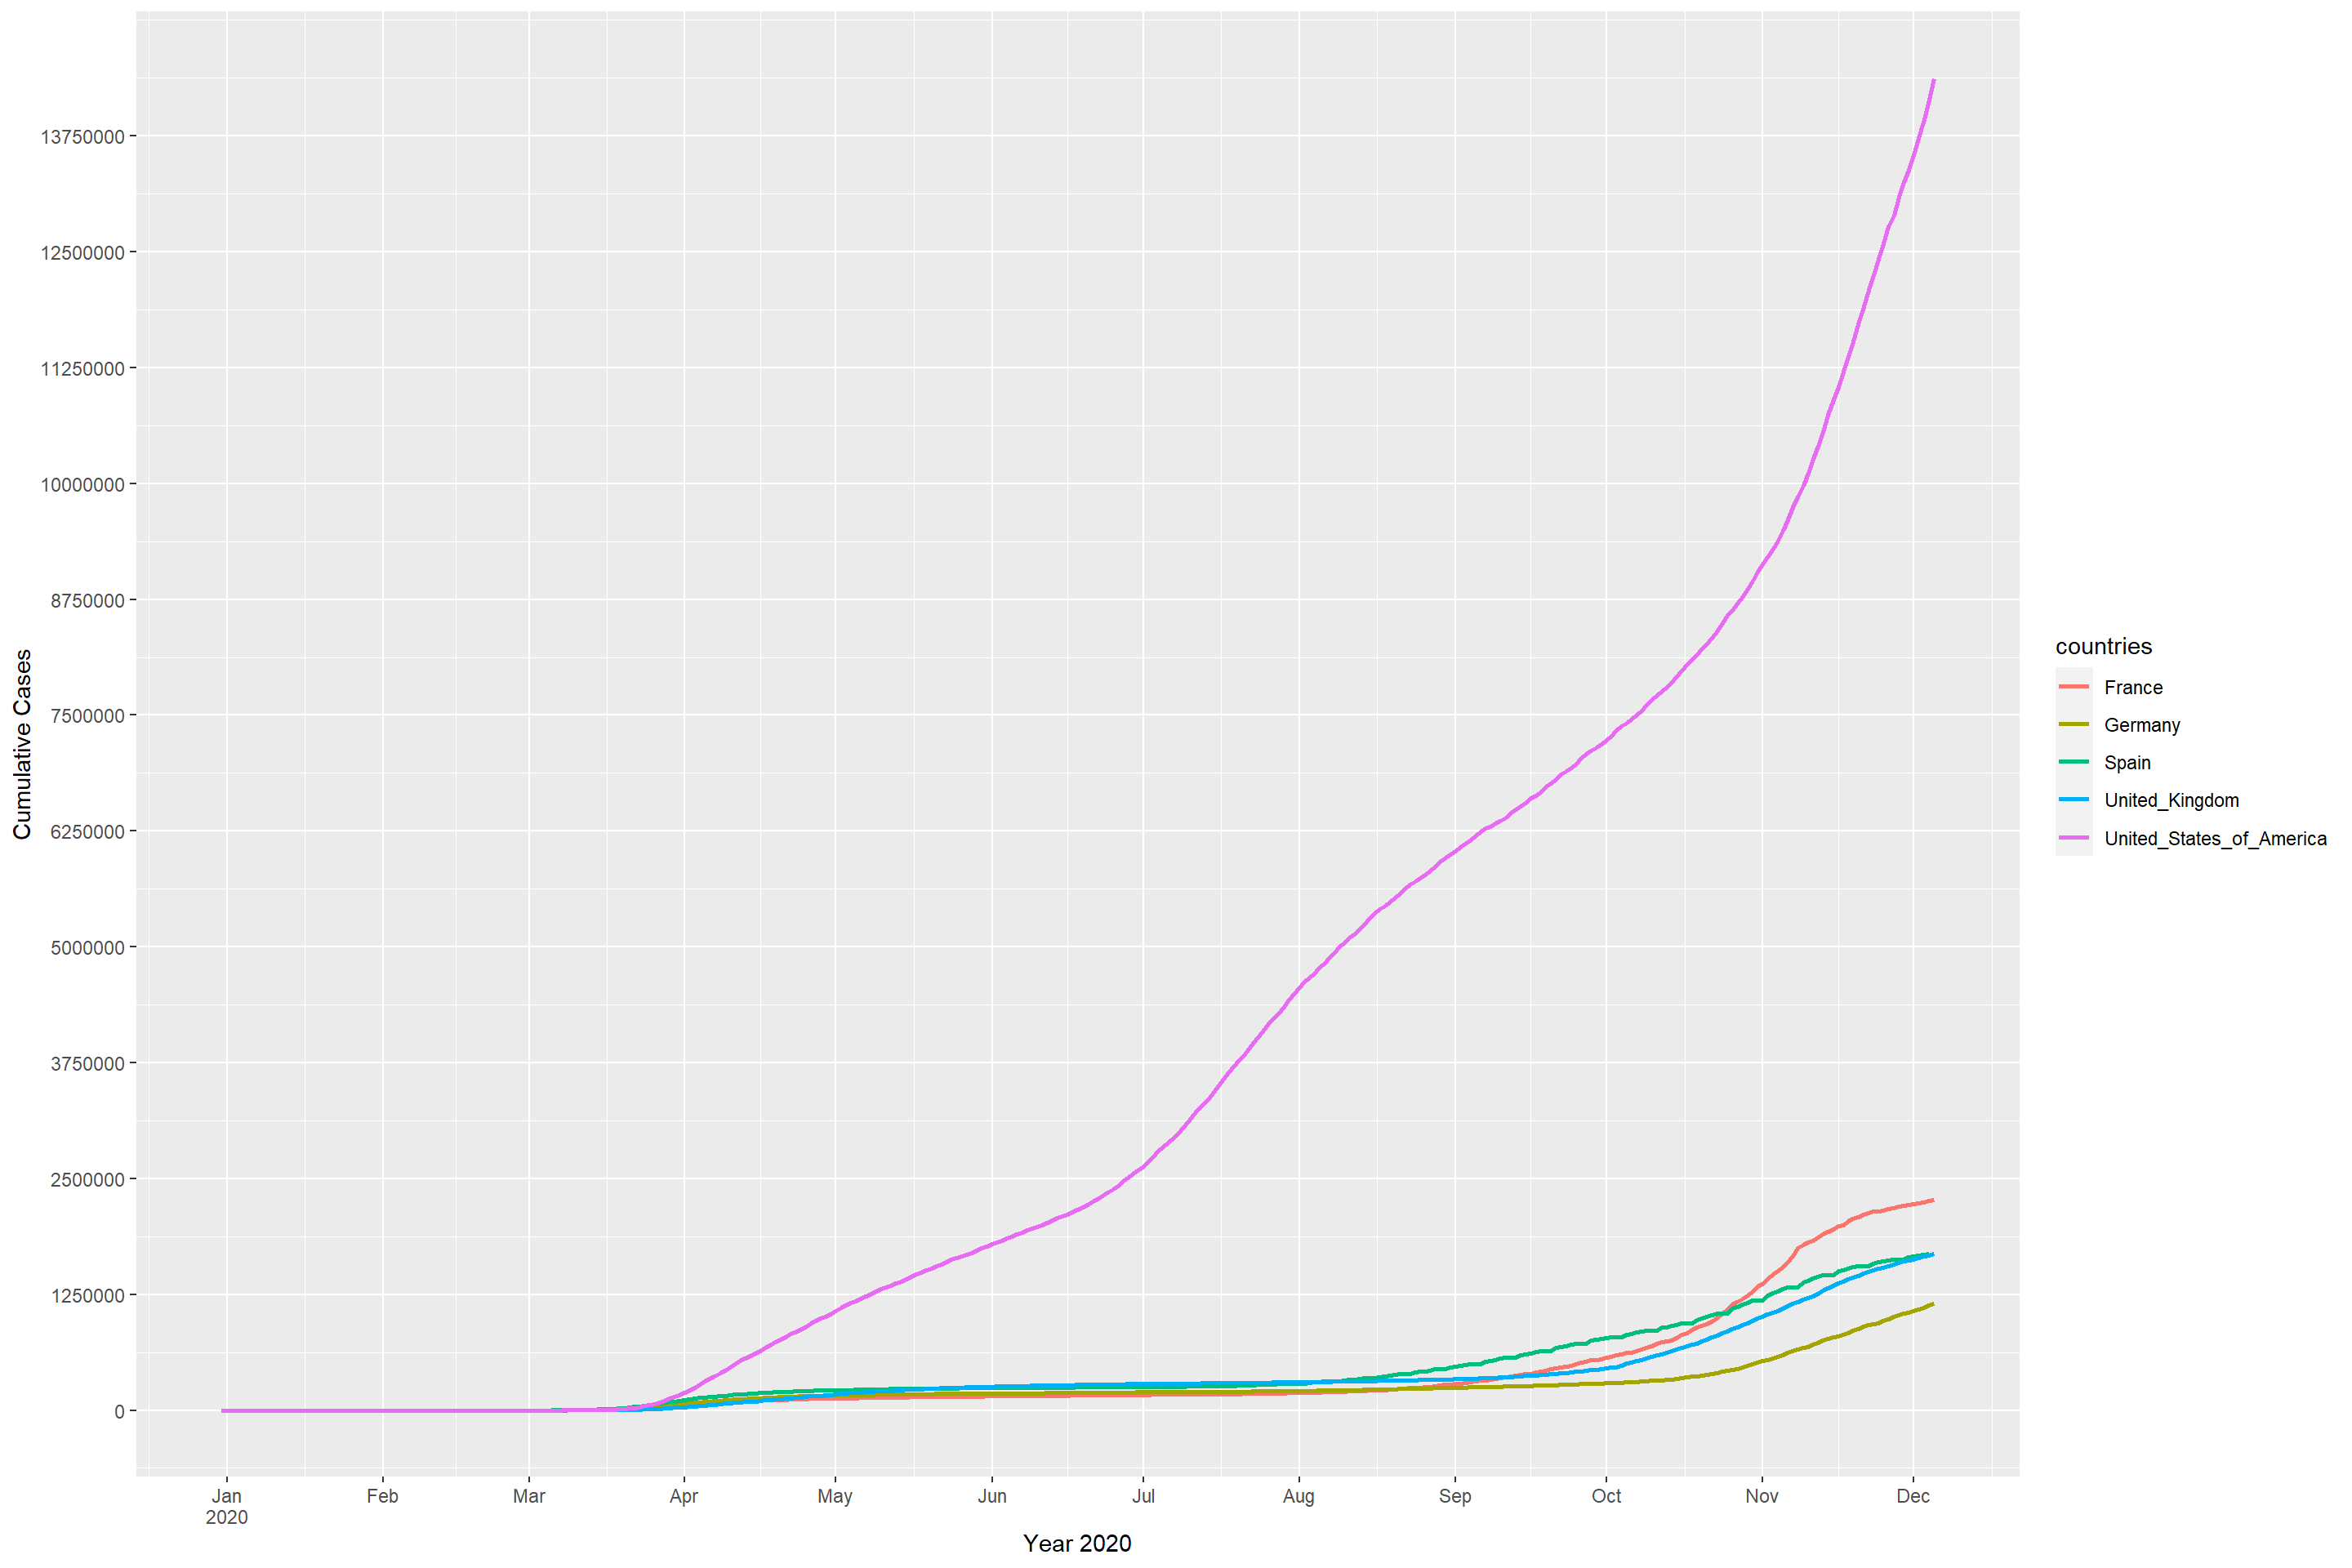 Cumulative Cases
13750000
12500000
11250000
10000000
8750000
7500000
6250000
5000000
3750000
2500000
1250000
0
Jan
2020
Feb
Mar
Apr
May
Jun
Jul
Aug
Sep
Oct
Nov
Dec
Year 2020
countries
France
Germany
Spain
United_Kingdom
United_States_of_America